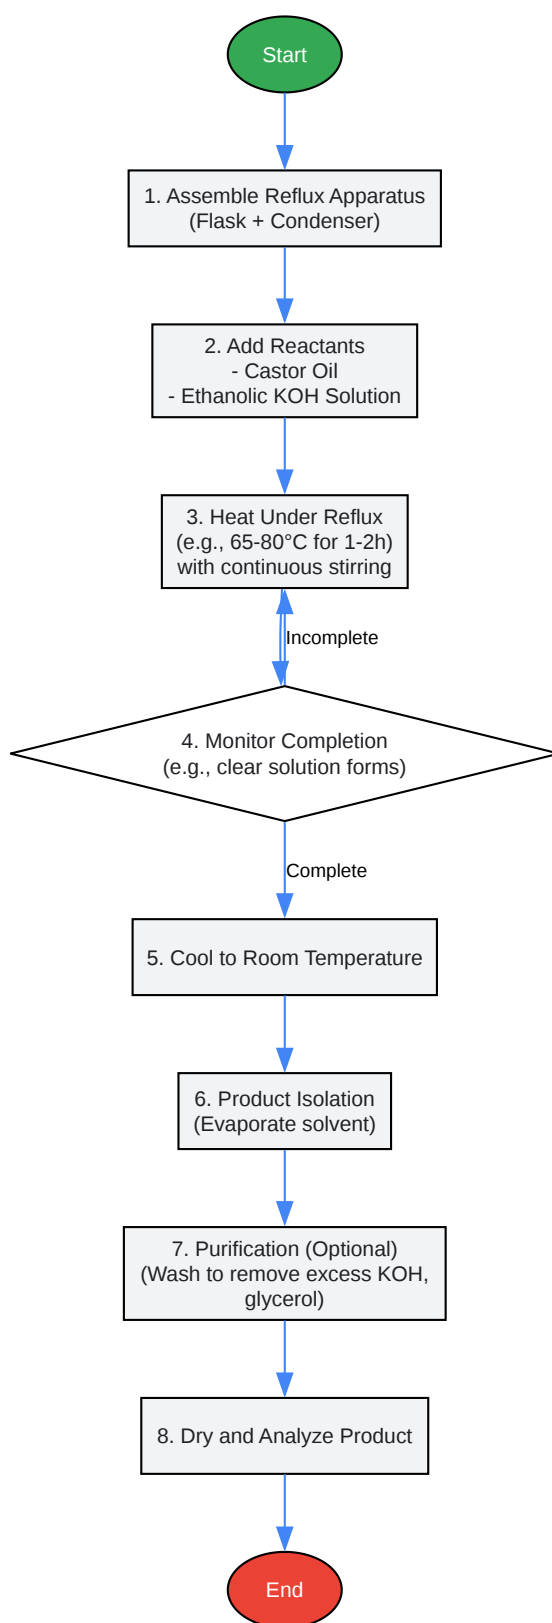 Start
1. Assemble Reflux Apparatus
(Flask + Condenser)
2. Add Reactants
- Castor Oil
- Ethanolic KOH Solution
3. Heat Under Reflux
(e.g., 65-80°C for 1-2h)
with continuous stirring
Incomplete
4. Monitor Completion
(e.g., clear solution forms)
Complete
5. Cool to Room Temperature
6. Product Isolation
(Evaporate solvent)
7. Purification (Optional)
(Wash to remove excess KOH,
glycerol)
8. Dry and Analyze Product
End